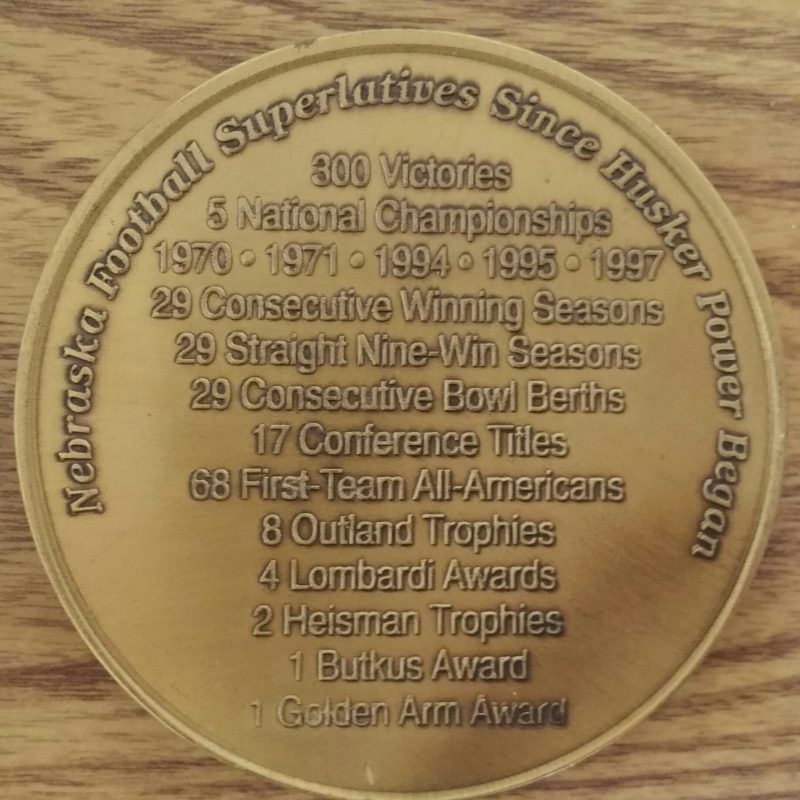 Nebraska Football Superlatives Since Husker Power Began
300 Victories
5 National Championships
1970 • 1971 • 1994 • 1995 • 1997
29 Consecutive Winning Seasons
29 Straight Nine-Win Seasons
29 Consecutive Bowl Berths
17 Conference Titles
68 First-Team All-Americans
8 Outland Trophies
4 Lombardi Awards
2 Heisman Trophies
1 Butkus Award
1 Golden Arm Award